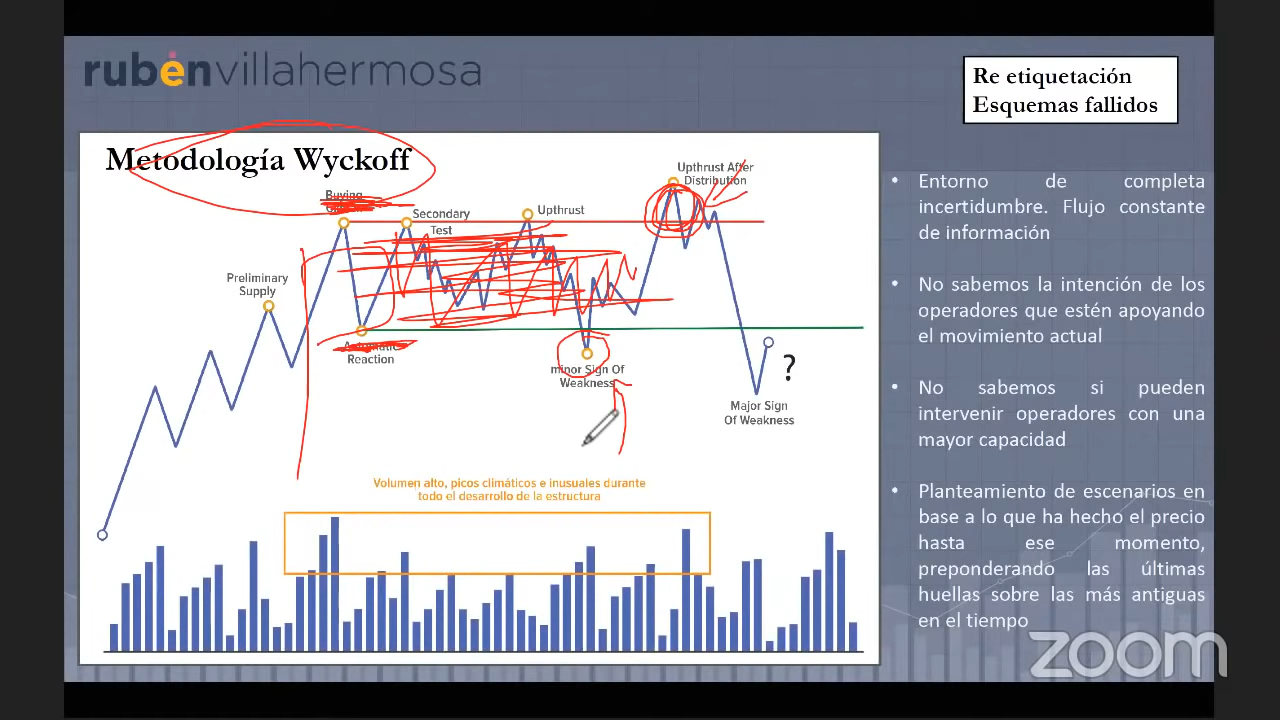 rubénvillahermosa
Re etiquetación
Esquemas fallidos
Metodología Wyckoff
Buying
Secondary
Test
Upthrust
Upthrust After
Distribution
Preliminary
Supply
Automatic
Reaction
minor Sign Of
Weakness
?
Major Sign
Of Weakness
Volumen alto, picos climáticos e inusuales durante
todo el desarrollo de la estructura
• Entorno de completa
incertidumbre. Flujo constante
de información
• No sabemos la intención de los
operadores que estén apoyando
el movimiento actual
• No sabemos si pueden
intervenir operadores con una
mayor capacidad
• Planteamiento de escenarios en
base a lo que ha hecho el precio
hasta ese momento,
preponderando las últimas
huellas sobre las más antiguas
en el tiempo
zoom